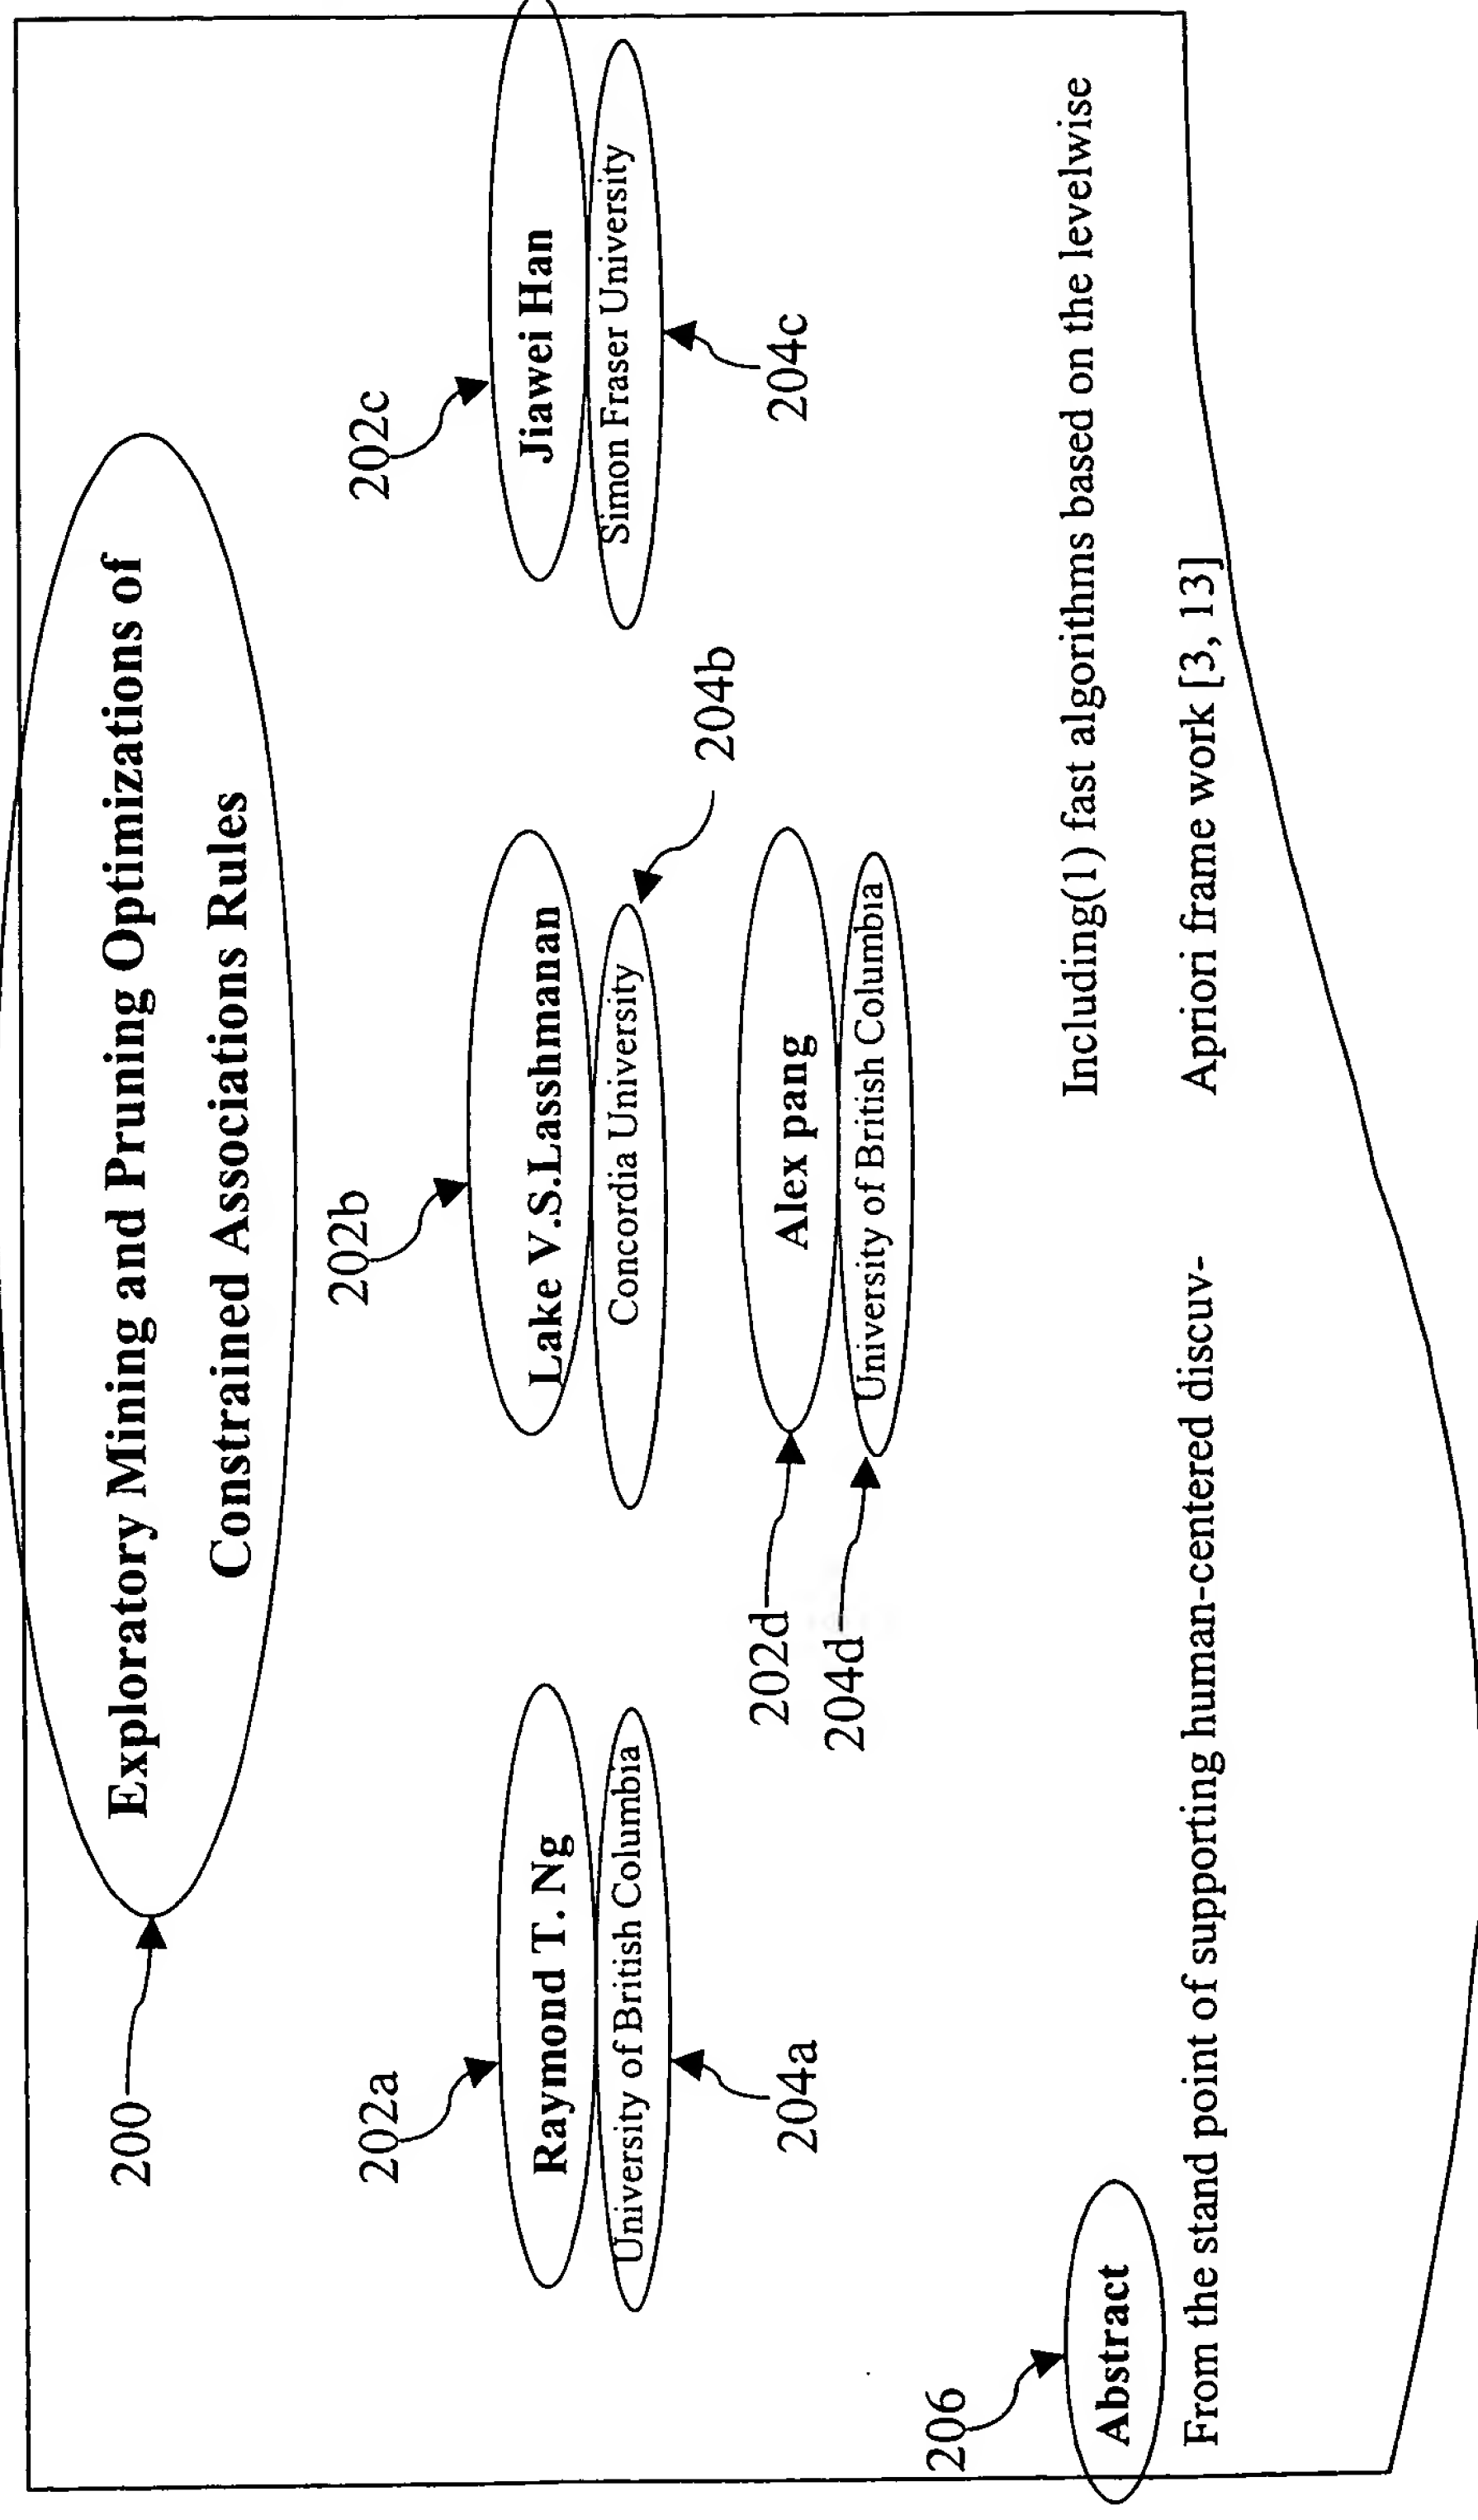 200
Exploratory Mining and Pruning Optimizations of
Constrained Associations Rules
202a
202b
202c
Raymond T. Ng
Lake V.S.Lasshmanan
Jiawei Han
University of British Columbia
Concordia University
Simon Fraser University
204a
204b
204c
202d
Alex pang
204d
University of British Columbia
206
Abstract
Including(1) fast algorithms based on the levelwise
From the stand point of supporting human-centered discuv-
Apriori frame work [3, 13]